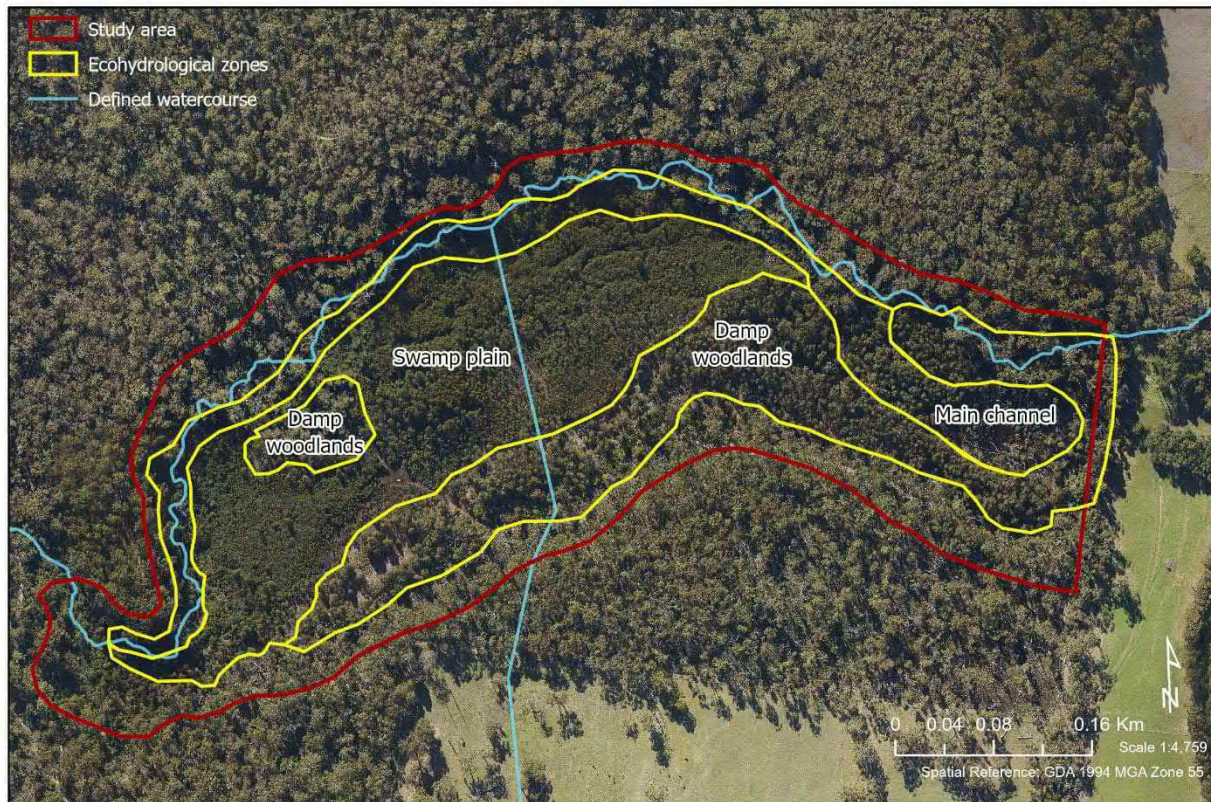 Study area
Ecohydrological zones
Defined watercourse
Swamp plain
Damp
woodlands
Damp
woodlands
Main channel
N
0 0.04 0.08 0.16 Km
Scale 1:4,759
Spatial Reference: GDA 1994 MGA Zone 55